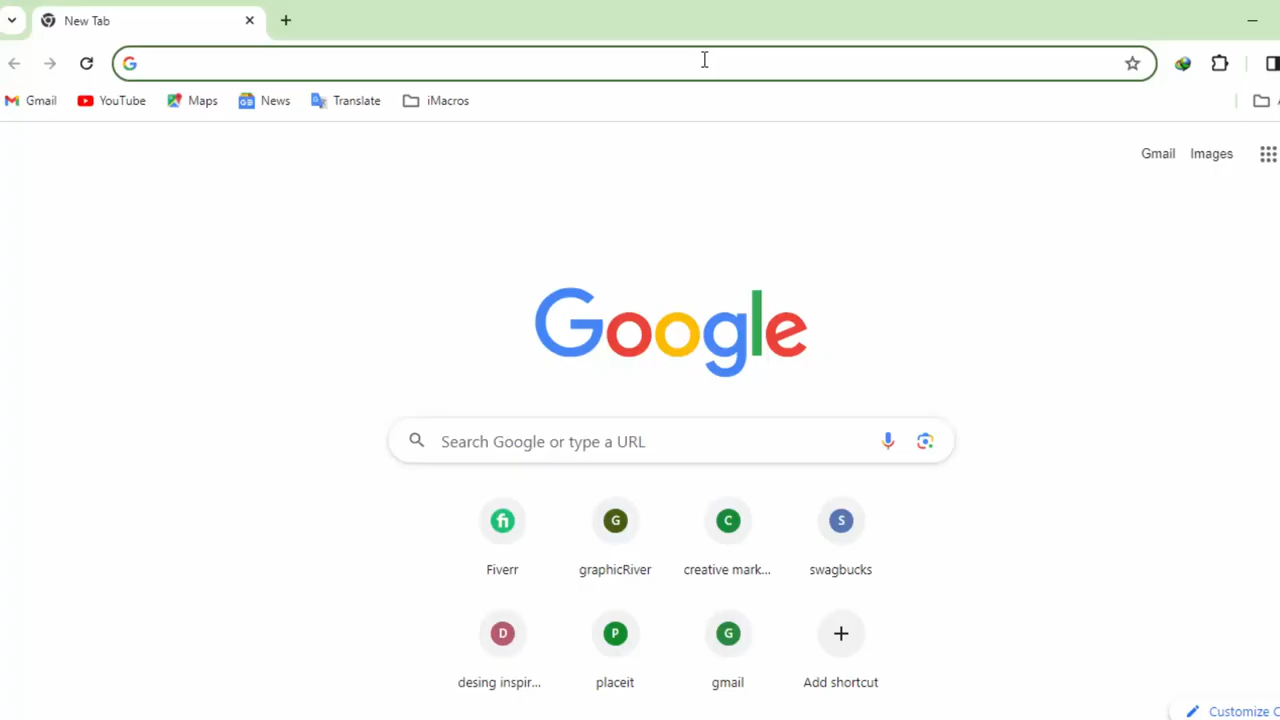 New Tab
Gmail YouTube Maps News Translate iMacros
Gmail Images
Google
Search Google or type a URL
Fiverr graphicRiver creative mark... swagbucks
G C S
desing inspir... placeit gmail Add shortcut
D P G
Customize C